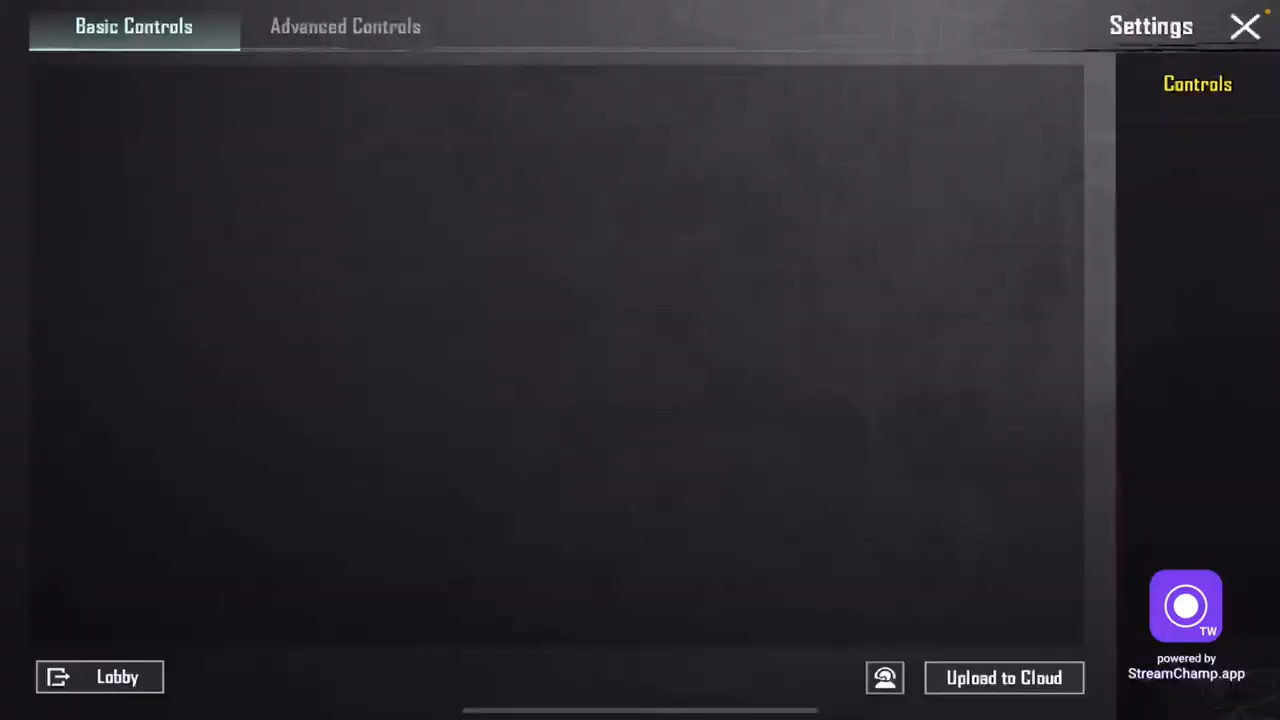 Basic Controls
Advanced Controls
Settings
Controls
Lobby
Upload to Cloud
TW
powered by
StreamChamp.app